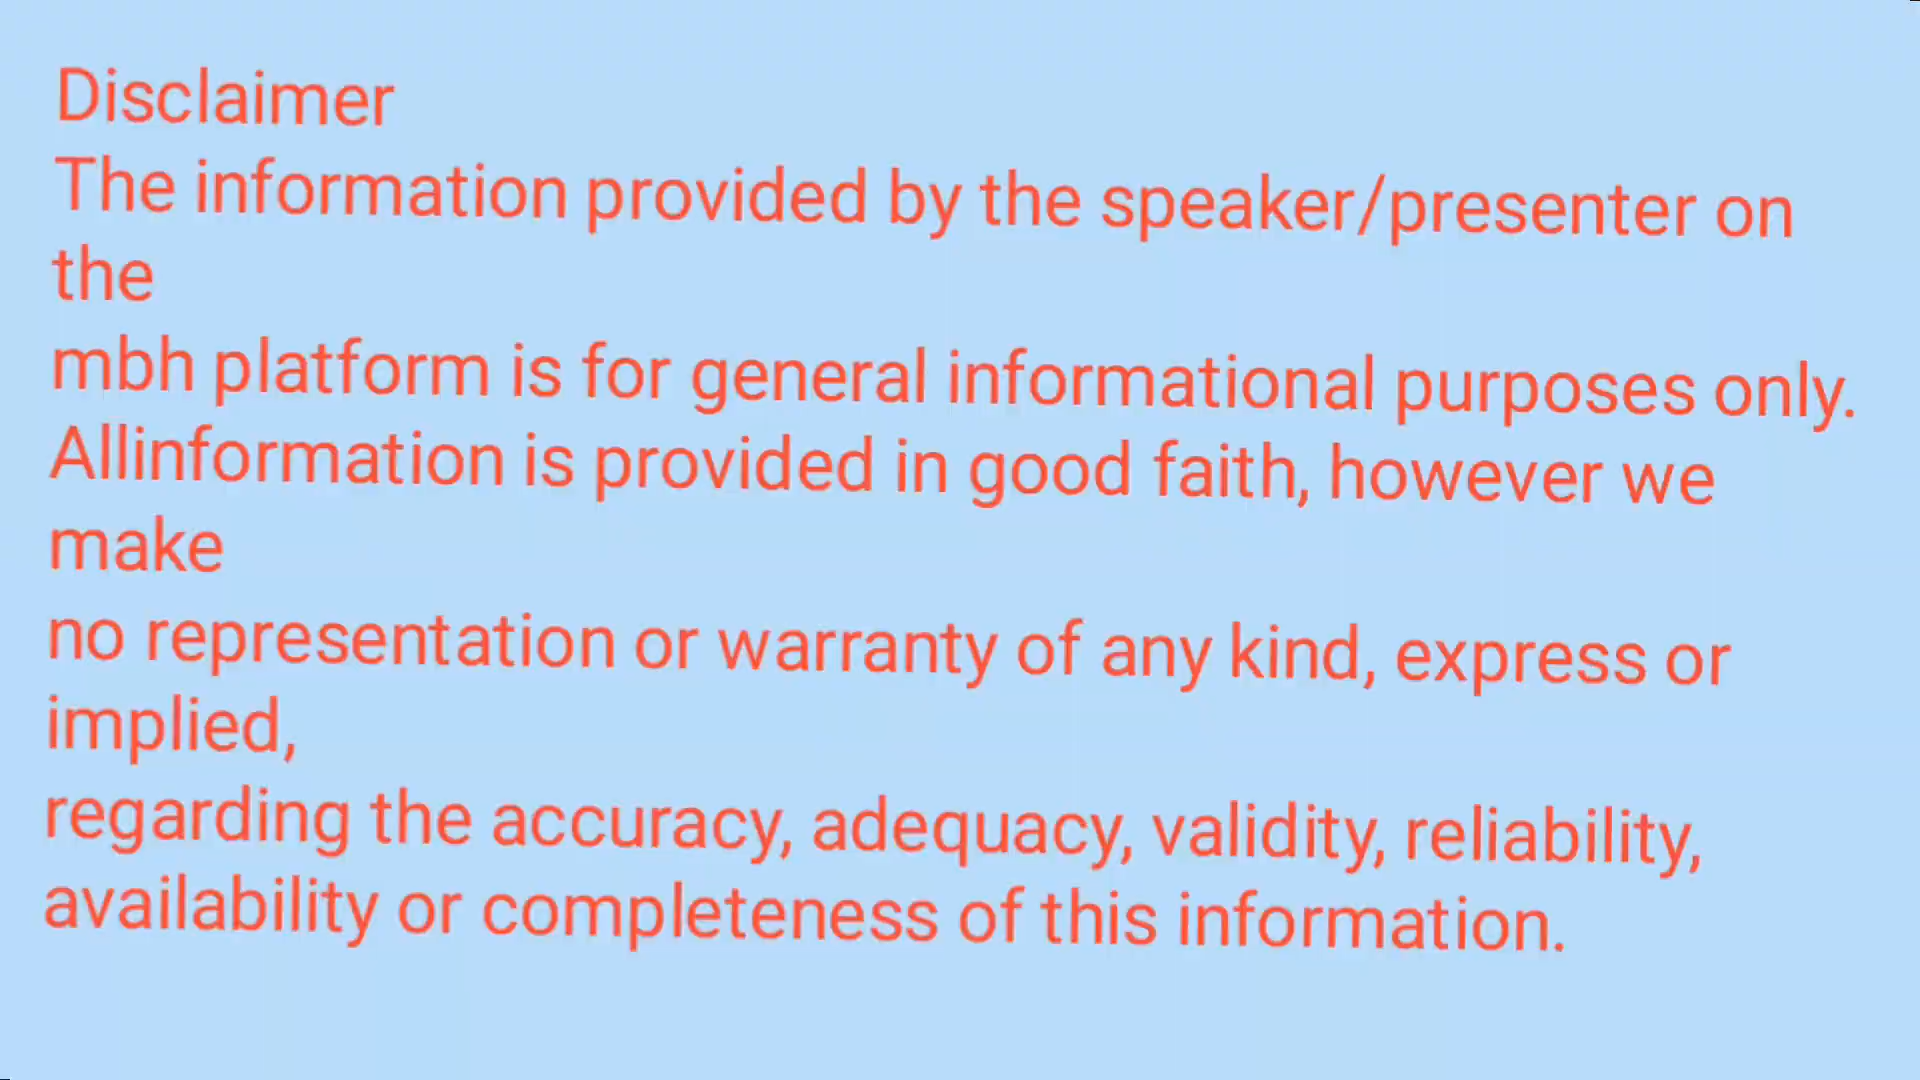 Disclaimer
The information provided by the speaker/presenter on
the
mbh platform is for general informational purposes only.
Allinformation is provided in good faith, however we
make
no representation or warranty of any kind, express or
implied,
regarding the accuracy, adequacy, validity, reliability,
availability or completeness of this information.